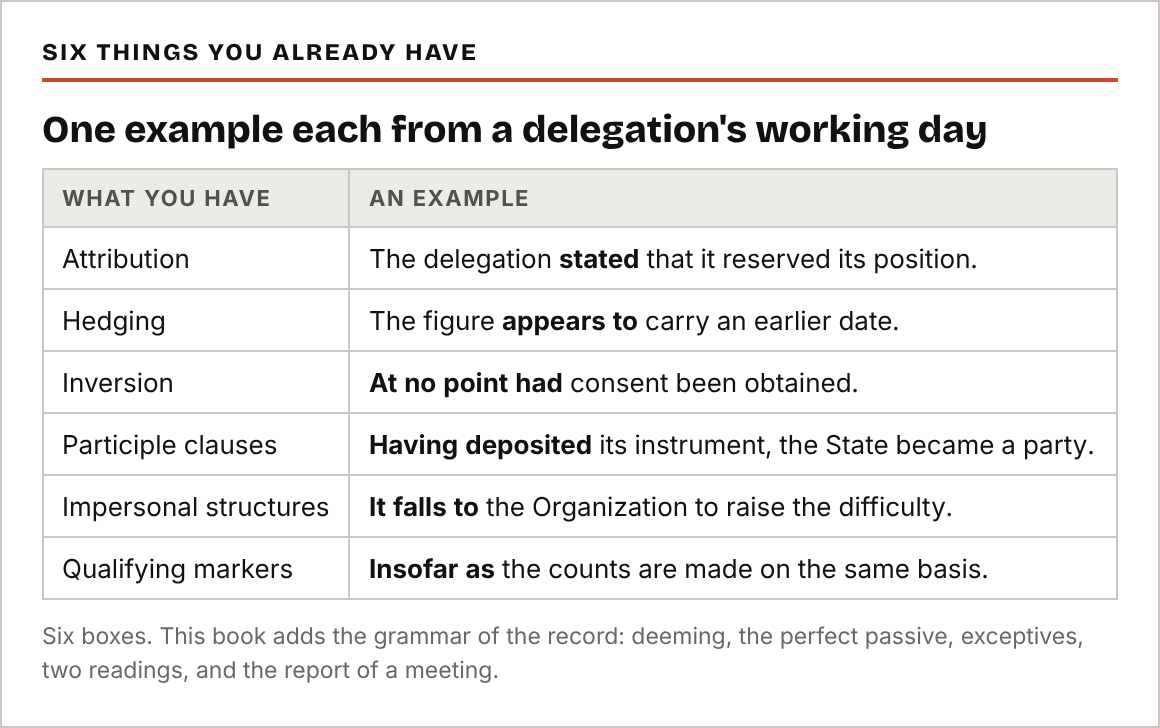 SIX THINGS YOU ALREADY HAVE
One example each from a delegation's working day
WHAT YOU HAVE AN EXAMPLE
Attribution The delegation stated that it reserved its position.
Hedging The figure appears to carry an earlier date.
Inversion At no point had consent been obtained.
Participle clauses Having deposited its instrument, the State became a party.
Impersonal structures It falls to the Organization to raise the difficulty.
Qualifying markers Insofar as the counts are made on the same basis.
Six boxes. This book adds the grammar of the record: deeming, the perfect passive, exceptives,
two readings, and the report of a meeting.